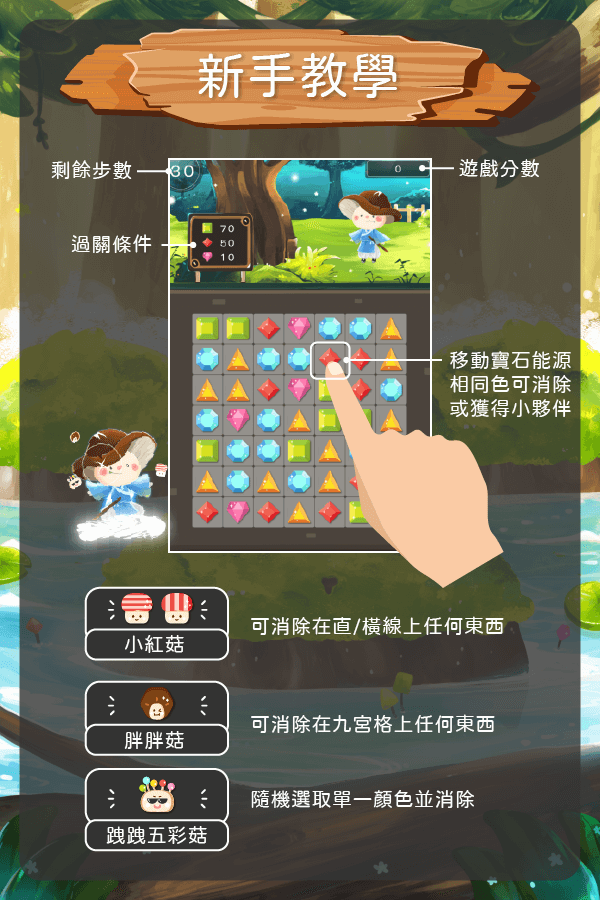 新手教學
剩餘步數
30
0
遊戲分數
過關條件
70
50
10
移動寶石能源
相同色可消除
或獲得小夥伴
小紅菇
可消除在直/橫線上任何東西
胖胖菇
可消除在九宮格上任何東西
跩跩五彩菇
隨機選取單一顏色並消除